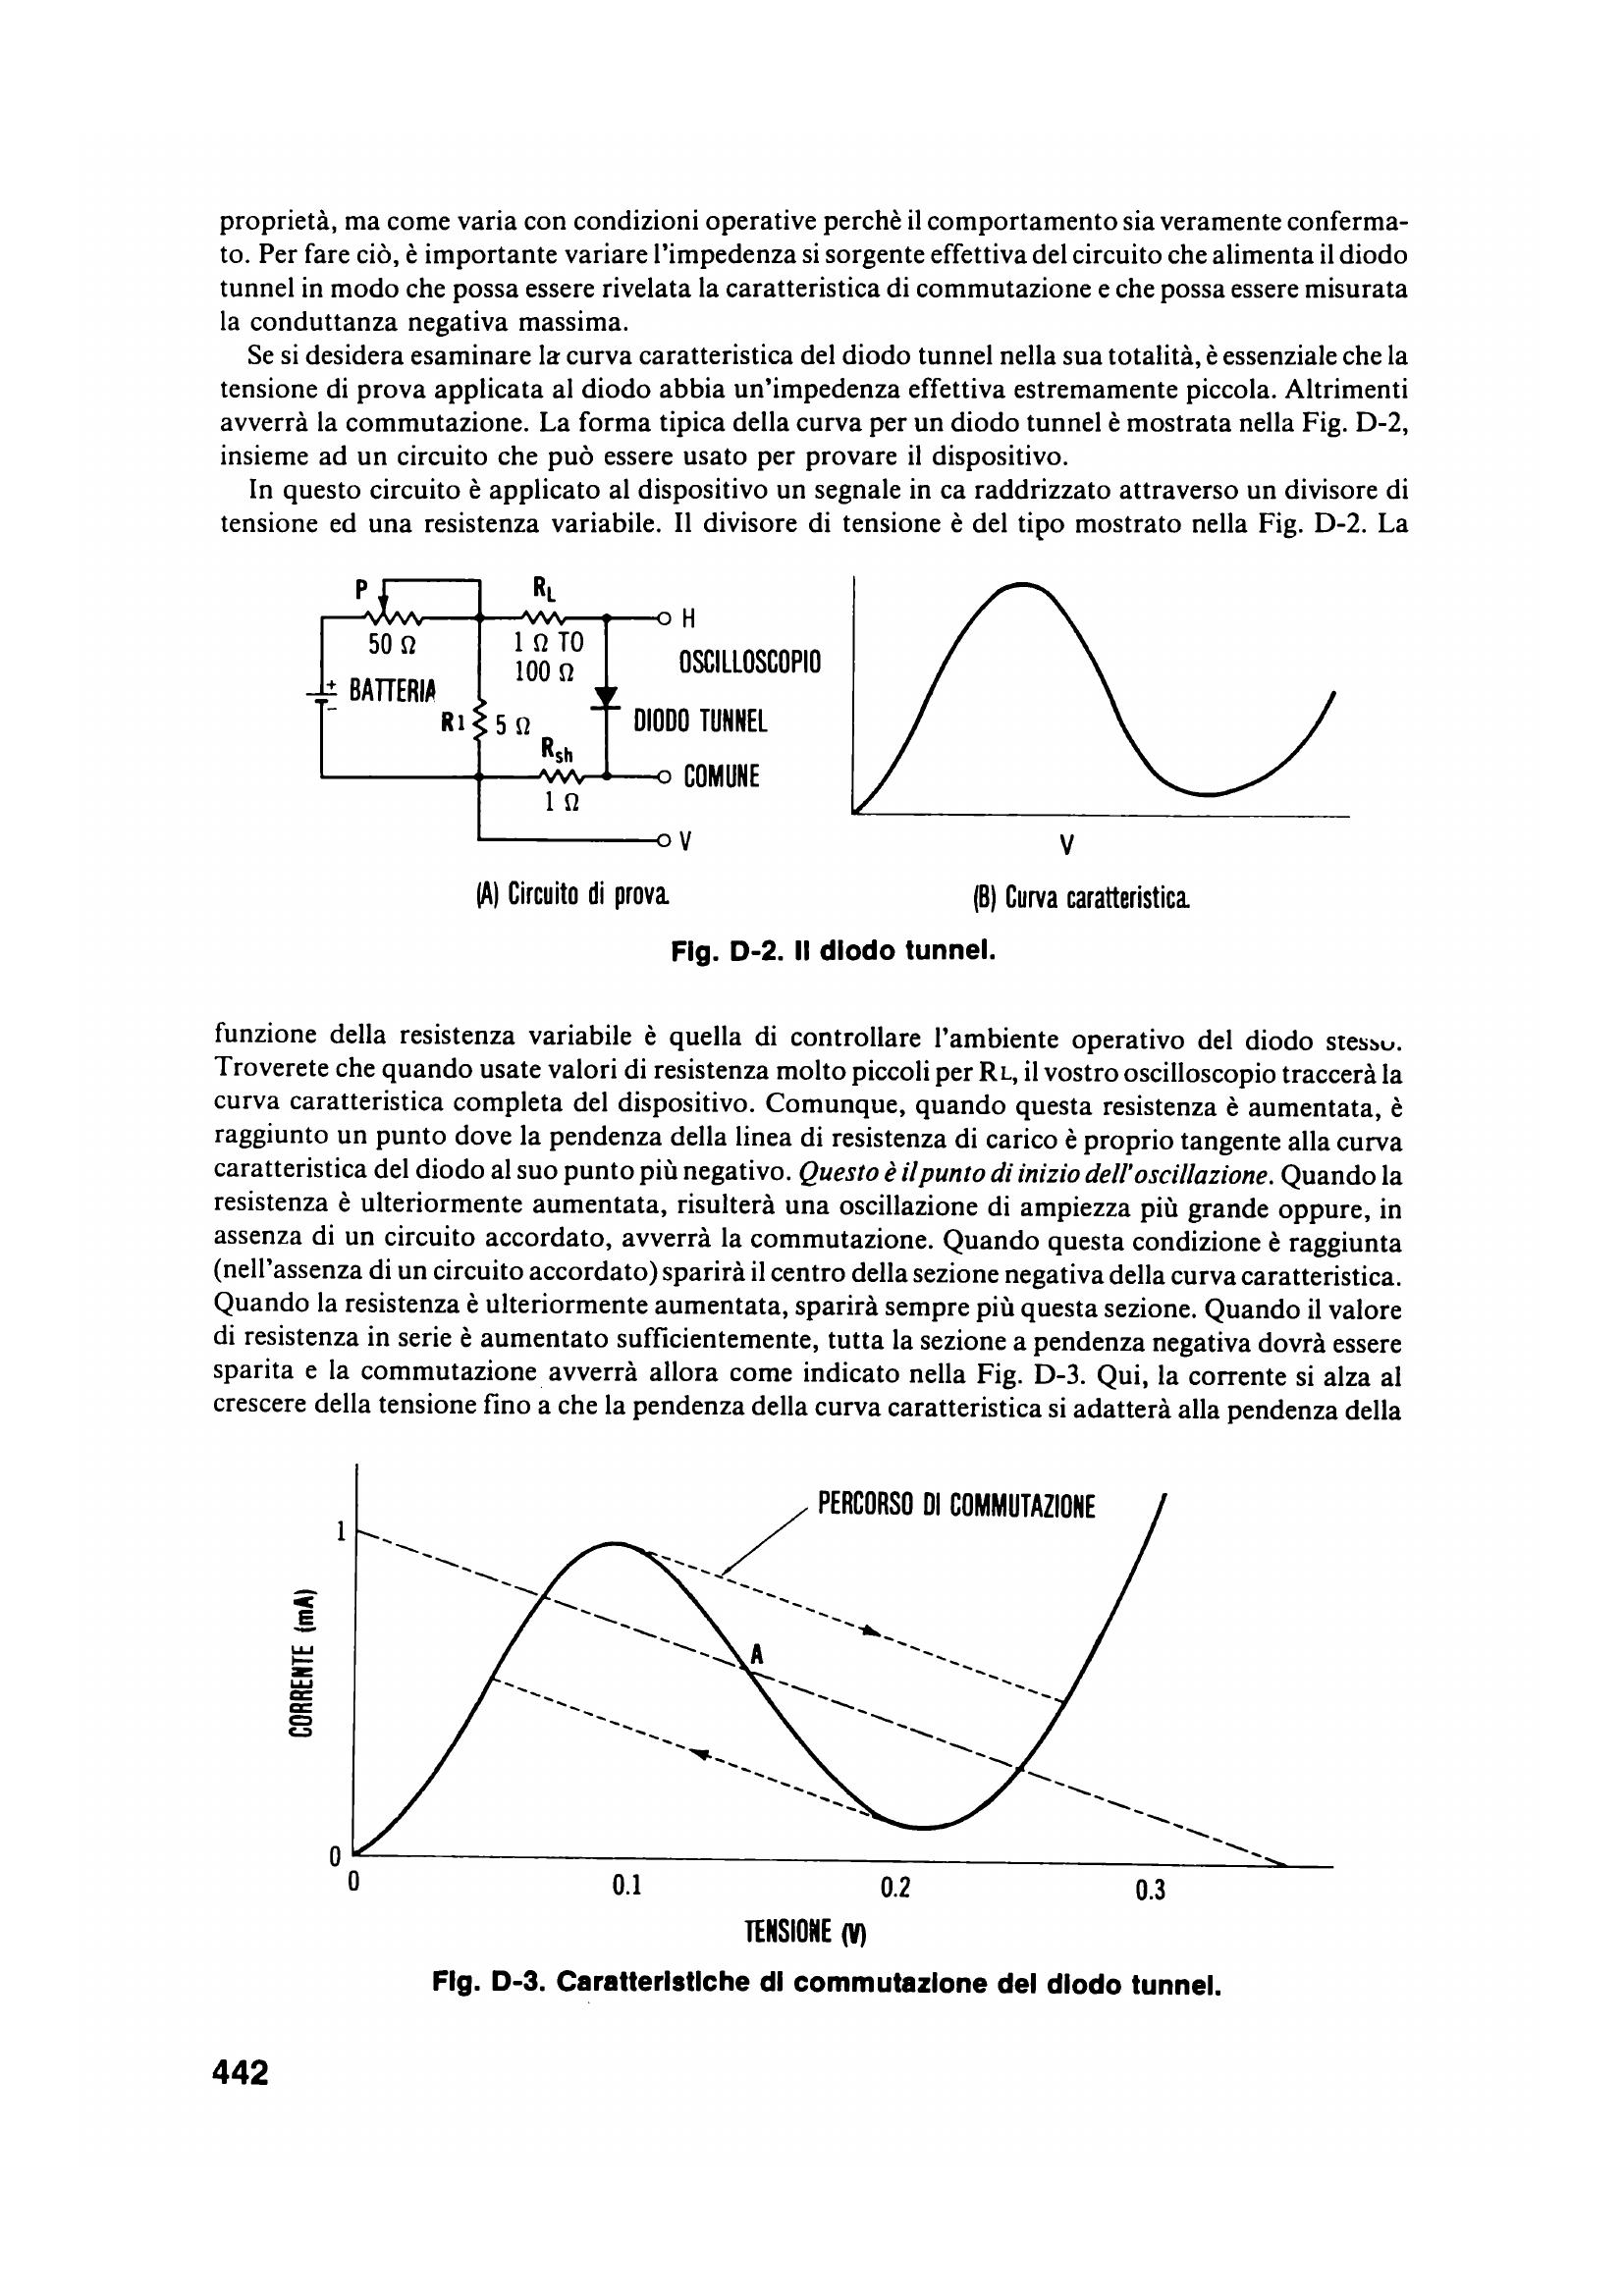 proprietà, ma come varia con condizioni operative perchè il comportamento sia veramente conferma-
to. Per fare ciò, è importante variare l'impedenza si sorgente effettiva del circuito che alimenta il diodo
tunnel in modo che possa essere rivelata la caratteristica di commutazione e che possa essere misurata
la conduttanza negativa massima.
Se si desidera esaminare la curva caratteristica del diodo tunnel nella sua totalità, è essenziale che la
tensione di prova applicata al diodo abbia un'impedenza effettiva estremamente piccola. Altrimenti
avverrà la commutazione. La forma tipica della curva per un diodo tunnel è mostrata nella Fig. D-2,
insieme ad un circuito che può essere usato per provare il dispositivo.
In questo circuito è applicato al dispositivo un segnale in ca raddrizzato attraverso un divisore di
tensione ed una resistenza variabile. Il divisore di tensione è del tipo mostrato nella Fig. D-2. La
P
RL
H
50 Ω
1 Ω TO
100 Ω
OSCILLOSCOPIO
+
BATTERIA
-
R1
5 Ω
DIODO TUNNEL
Rsh
COMUNE
1 Ω
V
V
(A) Circuito di prova.
(B) Curva caratteristica.
Fig. D-2. Il diodo tunnel.
funzione della resistenza variabile è quella di controllare l'ambiente operativo del diodo stesso.
Troverete che quando usate valori di resistenza molto piccoli per RL, il vostro oscilloscopio traccerà la
curva caratteristica completa del dispositivo. Comunque, quando questa resistenza è aumentata, è
raggiunto un punto dove la pendenza della linea di resistenza di carico è proprio tangente alla curva
caratteristica del diodo al suo punto più negativo. Questo è il punto di inizio dell'oscillazione. Quando la
resistenza è ulteriormente aumentata, risulterà una oscillazione di ampiezza più grande oppure, in
assenza di un circuito accordato, avverrà la commutazione. Quando questa condizione è raggiunta
(nell'assenza di un circuito accordato) sparirà il centro della sezione negativa della curva caratteristica.
Quando la resistenza è ulteriormente aumentata, sparirà sempre più questa sezione. Quando il valore
di resistenza in serie è aumentato sufficientemente, tutta la sezione a pendenza negativa dovrà essere
sparita e la commutazione avverrà allora come indicato nella Fig. D-3. Qui, la corrente si alza al
crescere della tensione fino a che la pendenza della curva caratteristica si adatterà alla pendenza della
PERCORSO DI COMMUTAZIONE
1
CORRENTE (mA)
A
0
0
0.1
0.2
0.3
TENSIONE (V)
Fig. D-3. Caratteristiche di commutazione del diodo tunnel.
442